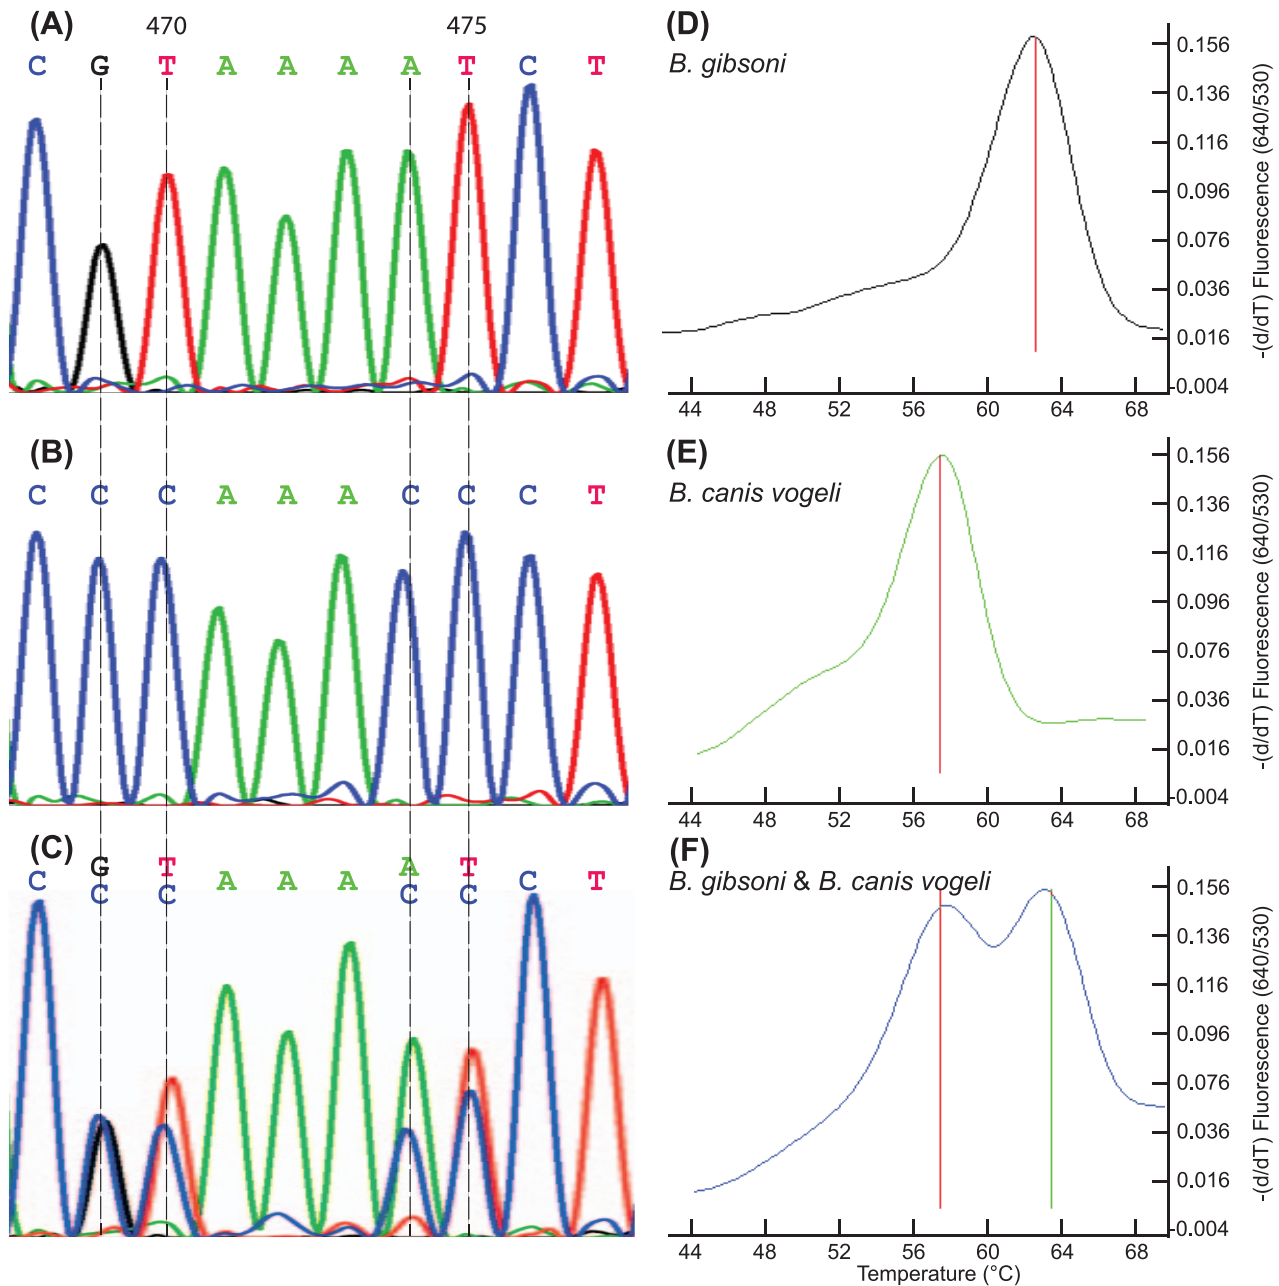 (A)
470 475
C G T A A A A T C T
(B)
C C C A A A C C C T
(C)
G T A T
C A A A C T
C C C C
(D)
B. gibsoni
0.156
0.136
0.116
0.096
0.076
0.036
0.016
-0.004
-(d/dT) Fluorescence (640/530)
44 48 52 56 60 64 68
(E)
B. canis vogeli
0.156
0.136
0.116
0.096
0.076
0.036
0.016
-0.004
-(d/dT) Fluorescence (640/530)
44 48 52 56 60 64 68
(F)
B. gibsoni & B. canis vogeli
0.156
0.136
0.116
0.096
0.076
0.036
0.016
-0.004
-(d/dT) Fluorescence (640/530)
44 48 52 56 60 64 68
Temperature (°C)